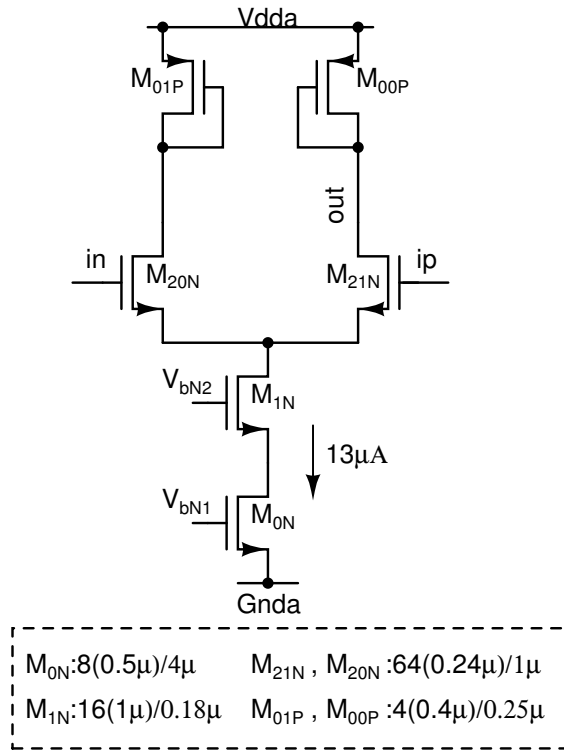 Vdda
M01P
M00P
out
in
M20N
M21N
ip
VbN2
M1N
13μA
VbN1
M0N
Gnda
M0N:8(0.5μ)/4μ M21N , M20N :64(0.24μ)/1μ
M1N:16(1μ)/0.18μ M01P , M00P :4(0.4μ)/0.25μ